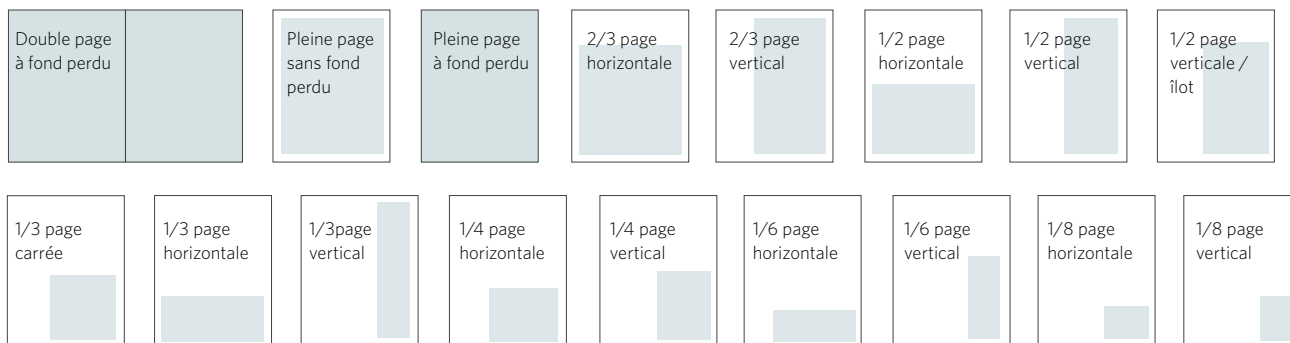 Double page
à fond perdu
Pleine page
sans fond
perdu
Pleine page
à fond perdu
2/3 page
horizontale
2/3 page
vertical
1/2 page
horizontale
1/2 page
vertical
1/2 page
verticale /
îlot
1/3 page
carrée
1/3 page
horizontale
1/3page
vertical
1/4 page
horizontale
1/4 page
vertical
1/6 page
horizontale
1/6 page
vertical
1/8 page
horizontale
1/8 page
vertical